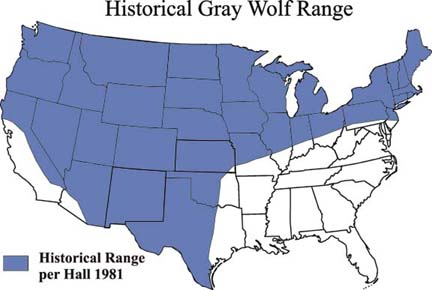 Historical Gray Wolf Range
Historical Range
per Hall 1981